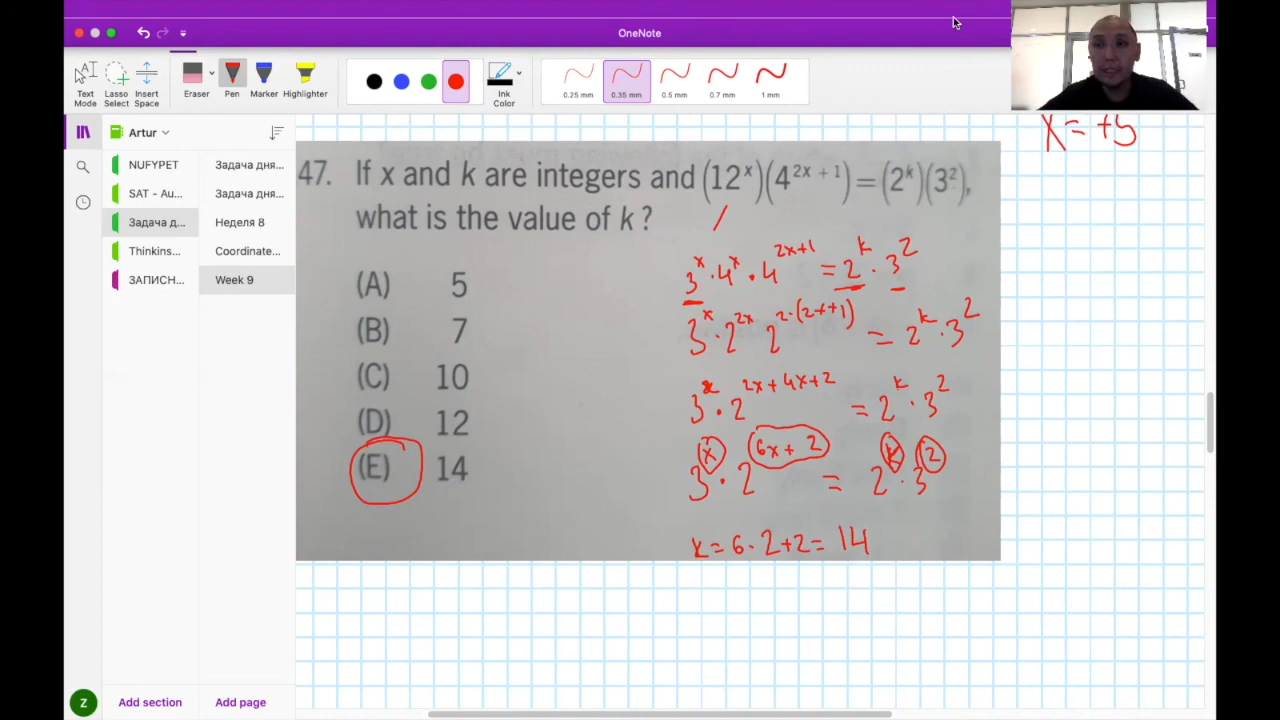 OneNote
Text Mode
Lasso Select
Insert Space
Eraser
Pen
Marker
Highlighter
Ink Color
0.25 mm
0.35 mm
0.5 mm
0.7 mm
1 mm
Artur
NUFYPET
SAT - Au...
Задача д...
Thinkins...
ЗАПИСН...
Задача дня...
Задача дня...
Неделя 8
Coordinate...
Week 9
x = +5
47. If x and k are integers and (12^x)(4^{2x + 1}) = (2^k)(3^2),
what is the value of k ?
(A) 5
(B) 7
(C) 10
(D) 12
(E) 14
3^x · 4^x · 4^{2x+1} = 2^k · 3^2
3^x · 2^{2x} 2^{2·(2x+1)} = 2^k · 3^2
3^x · 2^{2x+4x+2} = 2^k · 3^2
3^x · 2^{6x+2} = 2^k · 3^2
k = 6 · 2 + 2 = 14
Z
Add section
Add page